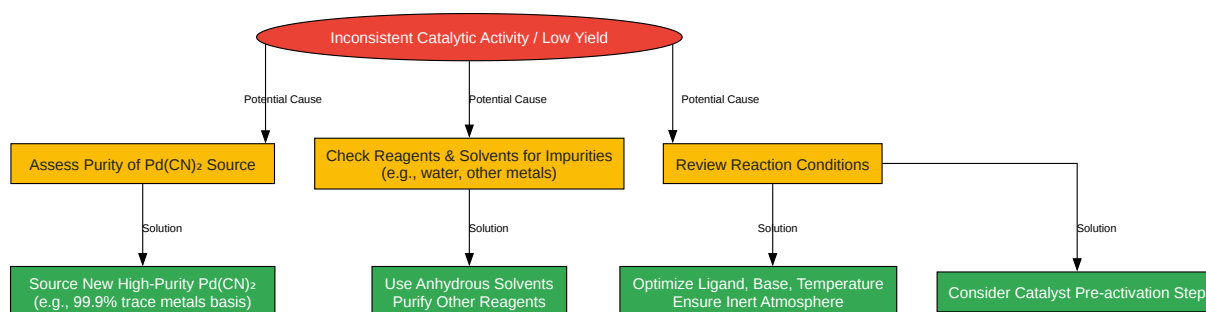 Inconsistent Catalytic Activity / Low Yield
Potential Cause
Potential Cause
Potential Cause
Assess Purity of Pd(CN)₂ Source
Check Reagents & Solvents for Impurities
(e.g., water, other metals)
Review Reaction Conditions
Solution
Solution
Solution
Solution
Source New High-Purity Pd(CN)₂
(e.g., 99.9% trace metals basis)
Use Anhydrous Solvents
Purify Other Reagents
Optimize Ligand, Base, Temperature
Ensure Inert Atmosphere
Consider Catalyst Pre-activation Step